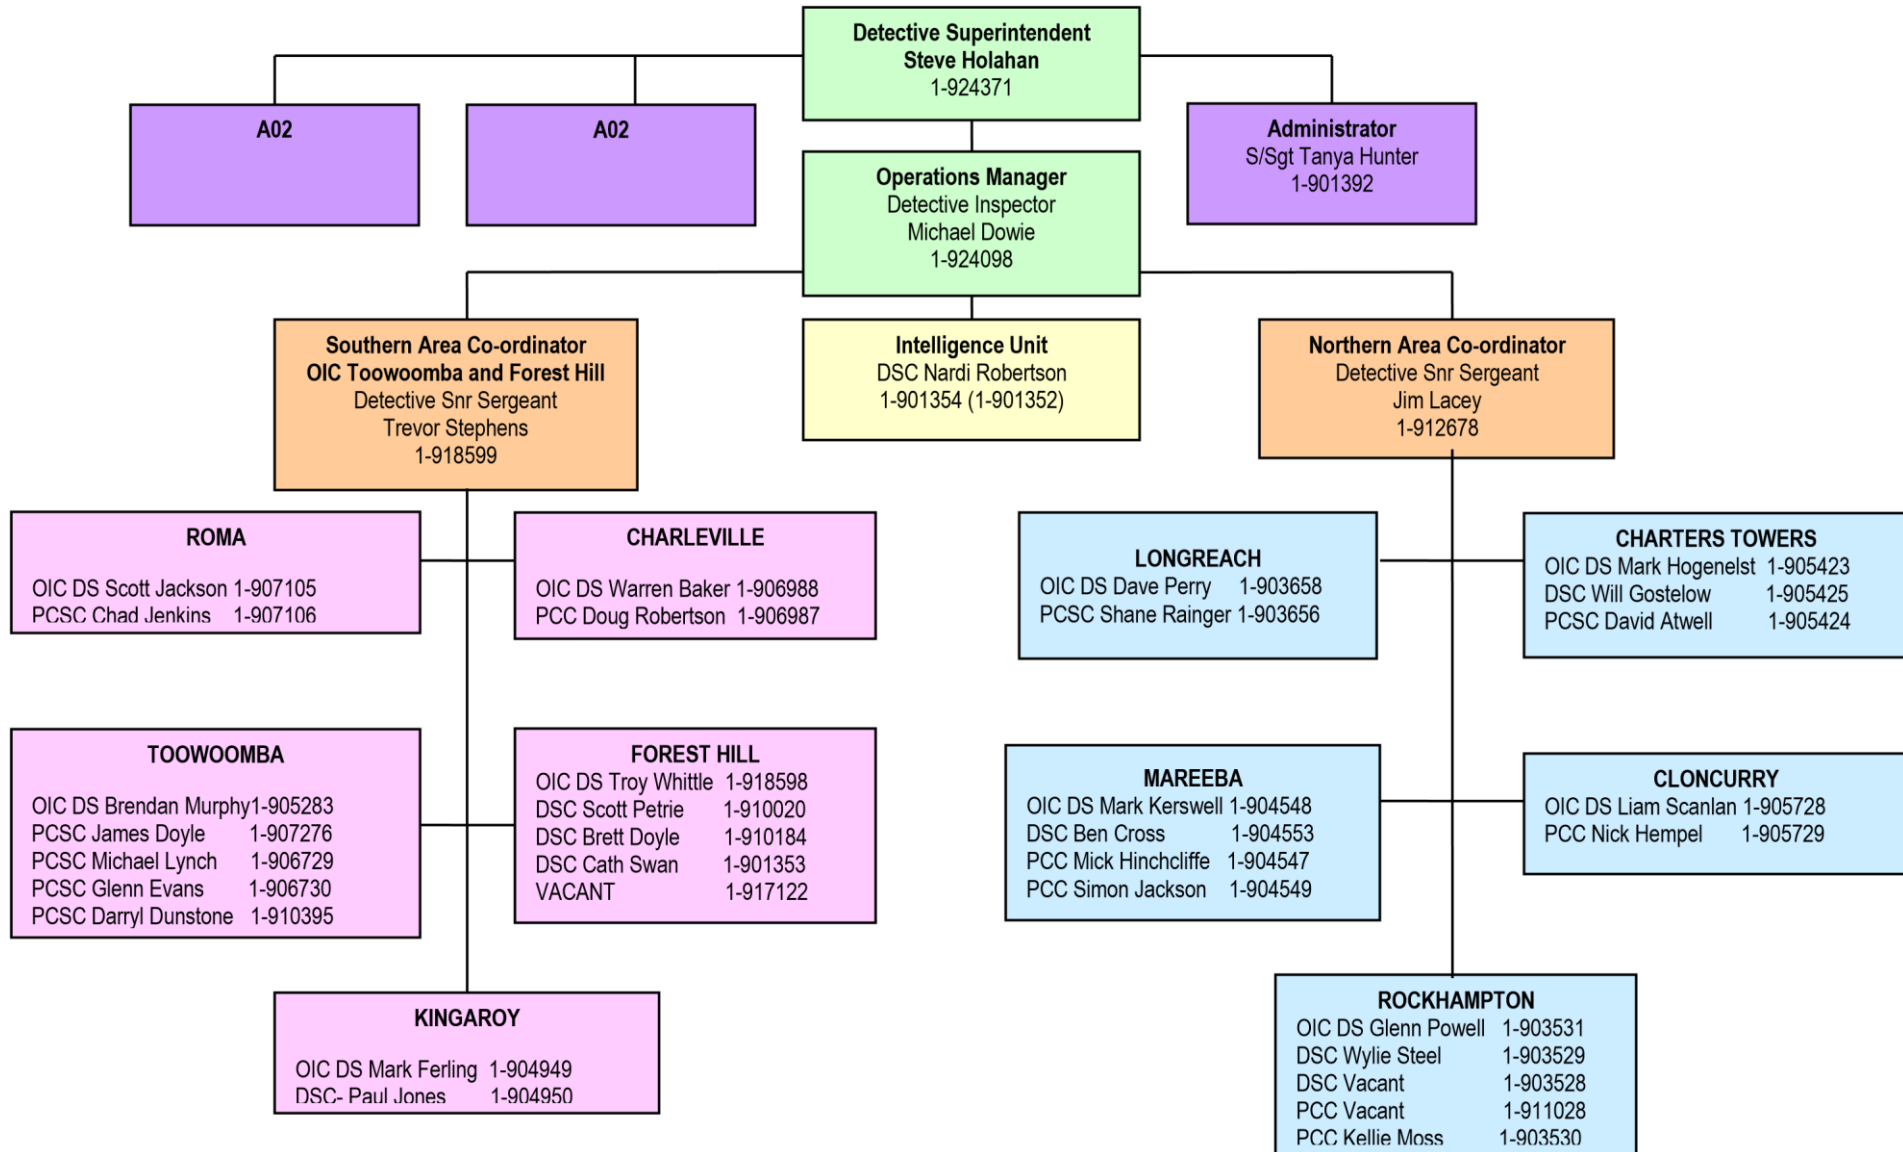 Detective Superintendent
Steve Holahan
1-924371
A02
A02
Administrator
S/Sgt Tanya Hunter
1-901392
Operations Manager
Detective Inspector
Michael Dowie
1-924098
Southern Area Co-ordinator
OIC Toowoomba and Forest Hill
Detective Snr Sergeant
Trevor Stephens
1-918599
Intelligence Unit
DSC Nardi Robertson
1-901354 (1-901352)
Northern Area Co-ordinator
Detective Snr Sergeant
Jim Lacey
1-912678
ROMA
OIC DS Scott Jackson 1-907105
PCSC Chad Jenkins 1-907106
CHARLEVILLE
OIC DS Warren Baker 1-906988
PCC Doug Robertson 1-906987
LONGREACH
OIC DS Dave Perry 1-903658
PCSC Shane Rainger 1-903656
CHARTERS TOWERS
OIC DS Mark Hogenelst 1-905423
DSC Will Gostelow 1-905425
PCSC David Atwell 1-905424
TOOWOOMBA
OIC DS Brendan Murphy1-905283
PCSC James Doyle 1-907276
PCSC Michael Lynch 1-906729
PCSC Glenn Evans 1-906730
PCSC Darryl Dunstone 1-910395
FOREST HILL
OIC DS Troy Whittle 1-918598
DSC Scott Petrie 1-910020
DSC Brett Doyle 1-910184
DSC Cath Swan 1-901353
VACANT 1-917122
MAREEBA
OIC DS Mark Kerswell 1-904548
DSC Ben Cross 1-904553
PCC Mick Hinchcliffe 1-904547
PCC Simon Jackson 1-904549
CLONCURRY
OIC DS Liam Scanlan 1-905728
PCC Nick Hempel 1-905729
KINGAROY
OIC DS Mark Ferling 1-904949
DSC- Paul Jones 1-904950
ROCKHAMPTON
OIC DS Glenn Powell 1-903531
DSC Wylie Steel 1-903529
DSC Vacant 1-903528
PCC Vacant 1-911028
PCC Kellie Moss 1-903530